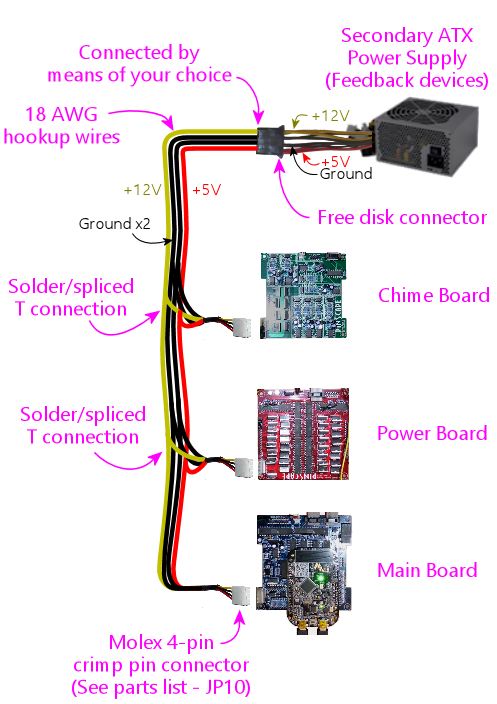 Secondary ATX
Power Supply
(Feedback devices)
Connected by
means of your choice
18 AWG
hookup wires
+12V
+5V
Ground
Free disk connector
+12V
+5V
Ground x2
Solder/spliced
T connection
Chime Board
PINSCAPE
Solder/spliced
T connection
Power Board
PINSCAPE
Main Board
Molex 4-pin
crimp pin connector
(See parts list - JP10)